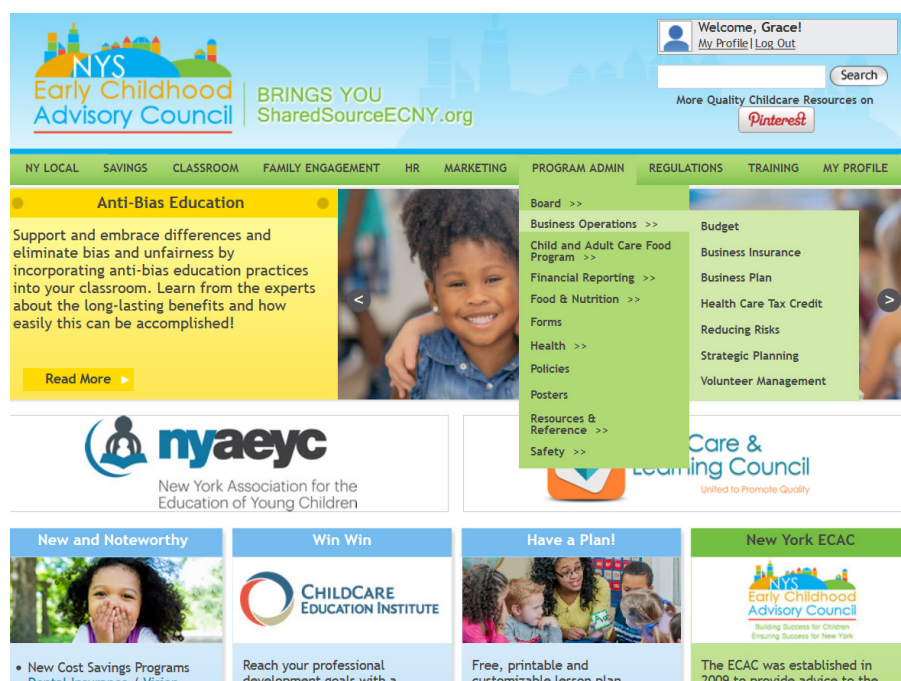 Welcome, Grace!
My Profile | Log Out
NYS
Early Childhood
Advisory Council
BRINGS YOU
SharedSourceECNY.org
Search
More Quality Childcare Resources on
Pinterest
NY LOCAL SAVINGS CLASSROOM FAMILY ENGAGEMENT HR MARKETING PROGRAM ADMIN REGULATIONS TRAINING MY PROFILE
Anti-Bias Education
Support and embrace differences and
eliminate bias and unfairness by
incorporating anti-bias education practices
into your classroom. Learn from the experts
about the long-lasting benefits and how
easily this can be accomplished!
Read More
<
>
Board >>
Business Operations >>
Child and Adult Care Food
Program >>
Financial Reporting >>
Food & Nutrition >>
Forms
Health >>
Policies
Posters
Resources &
Reference >>
Safety >>
Budget
Business Insurance
Business Plan
Health Care Tax Credit
Reducing Risks
Strategic Planning
Volunteer Management
nyaeyc
New York Association for the
Education of Young Children
Care &
Learning Council
United to Promote Quality
New and Noteworthy
• New Cost Savings Programs
Dental Insurance / Vision
Win Win
CHILDCARE
EDUCATION INSTITUTE
Reach your professional
development goals with a
Have a Plan!
Free, printable and
customizable lesson plan
New York ECAC
NYS
Early Childhood
Advisory Council
Building Success for Children
Ensuring Success for New York
The ECAC was established in
2009 to provide advice to the